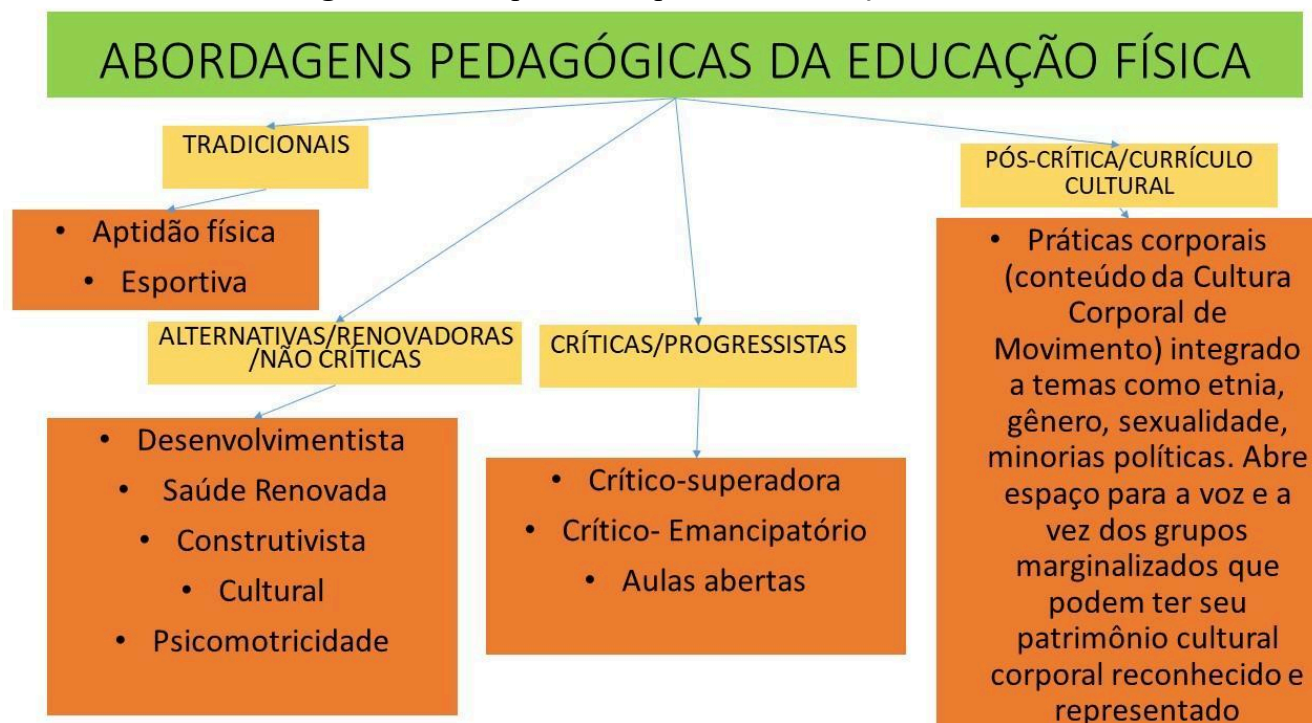 ABORDAGENS PEDAGÓGICAS DA EDUCAÇÃO FÍSICA
TRADICIONAIS
• Aptidão física
• Esportiva
ALTERNATIVAS/RENOVADORAS
/NÃO CRÍTICAS
• Desenvolvimentista
• Saúde Renovada
• Construtivista
• Cultural
• Psicomotricidade
CRÍTICAS/PROGRESSISTAS
• Crítico-superadora
• Crítico- Emancipatório
• Aulas abertas
PÓS-CRÍTICA/CURRÍCULO
CULTURAL
• Práticas corporais
(conteúdo da Cultura
Corporal de
Movimento) integrado
a temas como etnia,
gênero, sexualidade,
minorias políticas. Abre
espaço para a voz e a
vez dos grupos
marginalizados que
podem ter seu
patrimônio cultural
corporal reconhecido e
representado